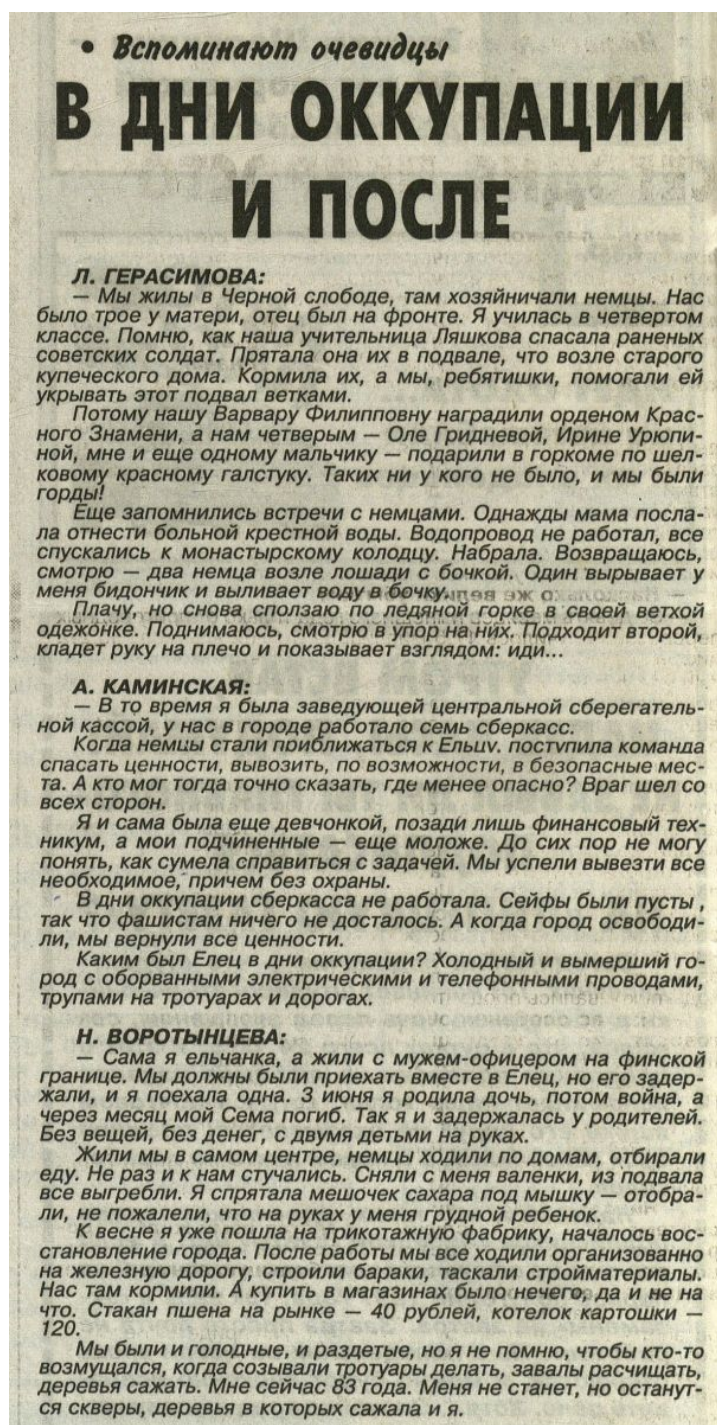 • Вспоминают очевидцы
В ДНИ ОККУПАЦИИ
И ПОСЛЕ
Л. ГЕРАСИМОВА:
— Мы жилы в Черной слободе, там хозяйничали немцы. Нас
было трое у матери, отец был на фронте. Я училась в четвертом
классе. Помню, как наша учительница Ляшкова спасала раненых
советских солдат. Прятала она их в подвале, что возле старого
купеческого дома. Кормила их, а мы, ребятишки, помогали ей
укрывать этот подвал ветками.
Потому нашу Варвару Филипповну наградили орденом Крас-
ного Знамени, а нам четверым — Оле Гридневой, Ирине Урюпи-
ной, мне и еще одному мальчику — подарили в горкоме по шел-
ковому красному галстуку. Таких ни у кого не было, и мы были
горды!
Еще запомнились встречи с немцами. Однажды мама посла-
ла отнести больной крестной воды. Водопровод не работал, все
спускались к монастырскому колодцу. Набрала. Возвращаюсь,
смотрю — два немца возле лошади с бочкой. Один вырывает у
меня бидончик и выливает воду в бочку.
Плачу, но снова сползаю по ледяной горке в своей ветхой
одежонке. Поднимаюсь, смотрю в упор на них. Подходит второй,
кладет руку на плечо и показывает взглядом: иди...
А. КАМИНСКАЯ:
— В то время я была заведующей центральной сберегатель-
ной кассой, у нас в городе работало семь сберкасс.
Когда немцы стали приближаться к Ельцу, поступила команда
спасать ценности, вывозить, по возможности, в безопасные мес-
та. А кто мог тогда точно сказать, где менее опасно? Враг шел со
всех сторон.
Я и сама была еще девчонкой, позади лишь финансовый тех-
никум, а мои подчиненные — еще моложе. До сих пор не могу
понять, как сумела справиться с задачей. Мы успели вывезти все
необходимое, причем без охраны.
В дни оккупации сберкасса не работала. Сейфы были пусты ,
так что фашистам ничего не досталось. А когда город освободи-
ли, мы вернули все ценности.
Каким был Елец в дни оккупации? Холодный и вымерший го-
род с оборванными электрическими и телефонными проводами,
трупами на тротуарах и дорогах.
Н. ВОРОТЫНЦЕВА:
— Сама я ельчанка, а жили с мужем-офицером на финской
границе. Мы должны были приехать вместе в Елец, но его задер-
жали, и я поехала одна. 3 июня я родила дочь, потом война, а
через месяц мой Сема погиб. Так я и задержалась у родителей.
Без вещей, без денег, с двумя детьми на руках.
Жили мы в самом центре, немцы ходили по домам, отбирали
еду. Не раз и к нам стучались. Сняли с меня валенки, из подвала
все выгребли. Я спрятала мешочек сахара под мышку — отобра-
ли, не пожалели, что на руках у меня грудной ребенок.
К весне я уже пошла на трикотажную фабрику, началось вос-
становление города. После работы мы все ходили организованно
на железную дорогу, строили бараки, таскали стройматериалы.
Нас там кормили. А купить в магазинах было нечего, да и не на
что. Стакан пшена на рынке — 40 рублей, котелок картошки —
120.
Мы были и голодные, и раздетые, но я не помню, чтобы кто-то
возмущался, когда созывали тротуары делать, завалы расчищать,
деревья сажать. Мне сейчас 83 года. Меня не станет, но останут-
ся скверы, деревья в которых сажала и я.